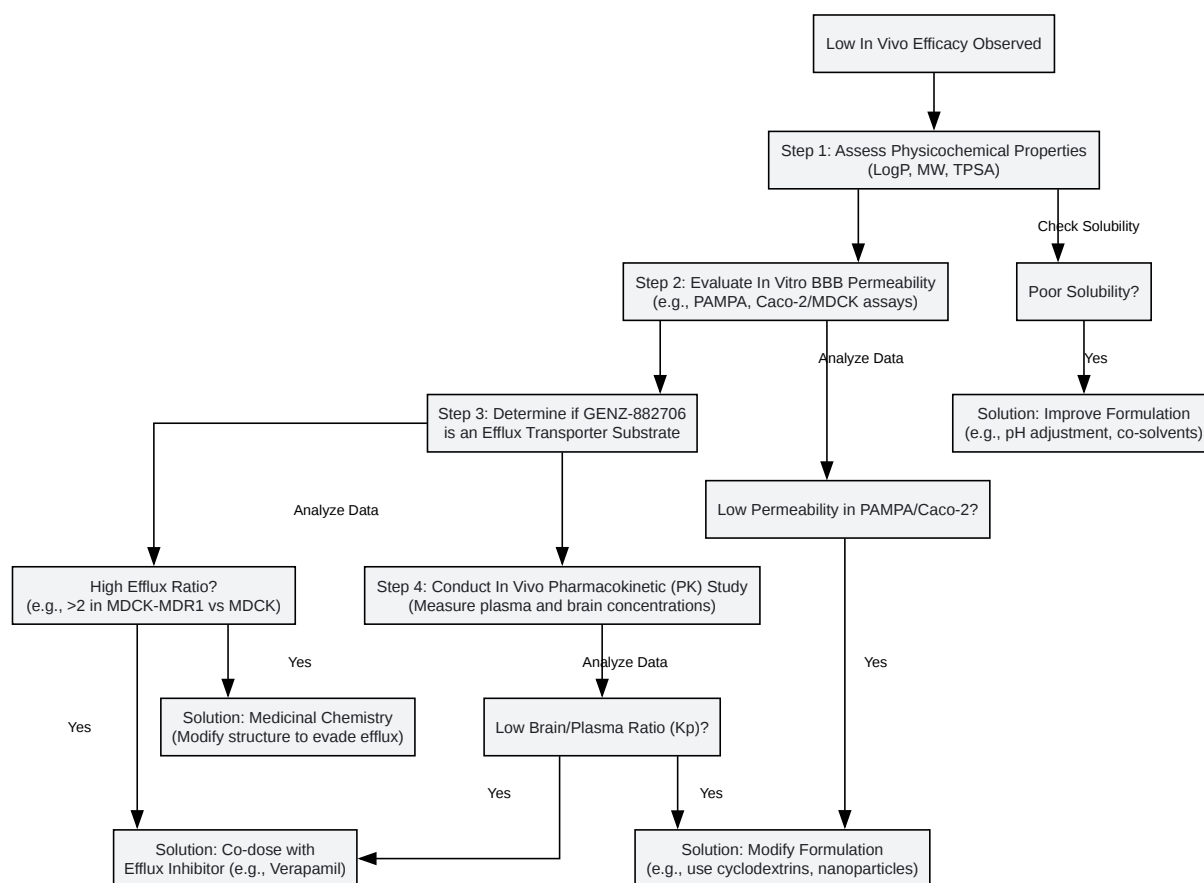 Low In Vivo Efficacy Observed
Step 1: Assess Physicochemical Properties
(LogP, MW, TPSA)
Check Solubility
Step 2: Evaluate In Vitro BBB Permeability
(e.g., PAMPA, Caco-2/MDCK assays)
Poor Solubility?
Analyze Data
Yes
Step 3: Determine if GENZ-882706
is an Efflux Transporter Substrate
Solution: Improve Formulation
(e.g., pH adjustment, co-solvents)
Low Permeability in PAMPA/Caco-2?
Analyze Data
High Efflux Ratio?
(e.g., >2 in MDCK-MDR1 vs MDCK)
Step 4: Conduct In Vivo Pharmacokinetic (PK) Study
(Measure plasma and brain concentrations)
Yes
Analyze Data
Yes
Solution: Medicinal Chemistry
(Modify structure to evade efflux)
Low Brain/Plasma Ratio (Kp)?
Yes
Yes
Yes
Solution: Co-dose with
Efflux Inhibitor (e.g., Verapamil)
Solution: Modify Formulation
(e.g., use cyclodextrins, nanoparticles)